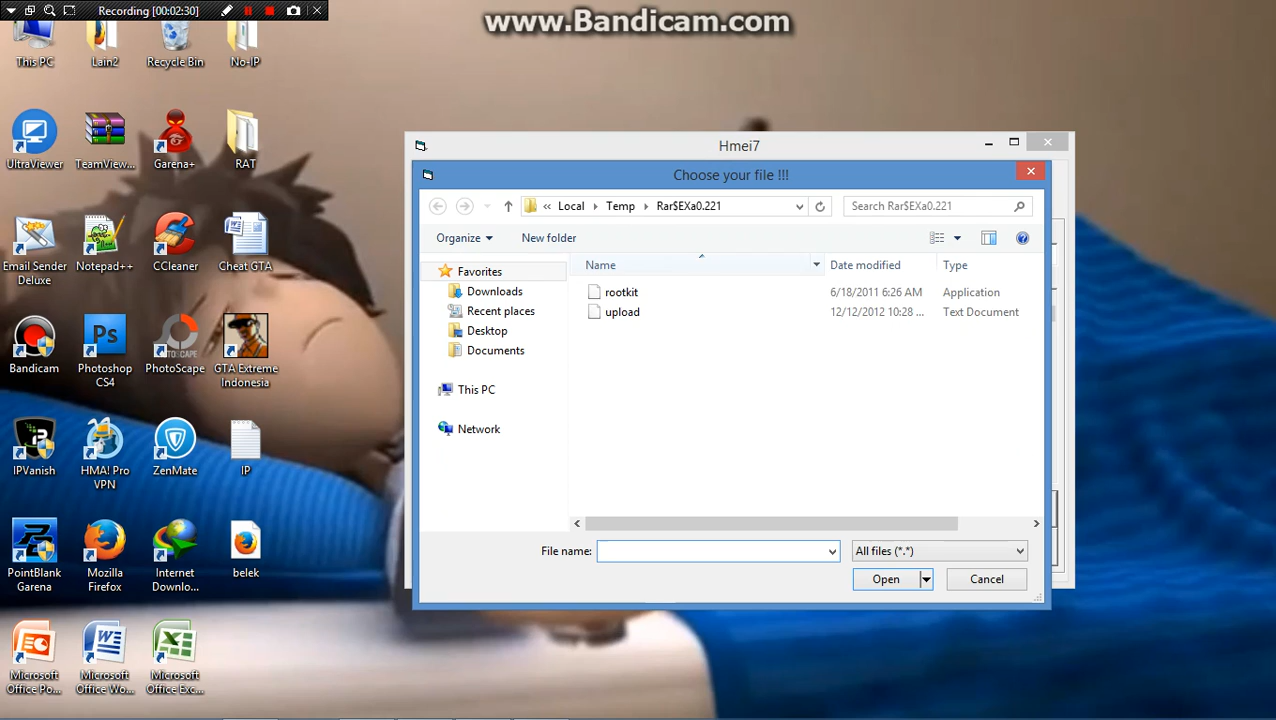 Recording [00:02:30]
www.Bandicam.com
This PC
Lain2
Recycle Bin
No-IP
UltraViewer
TeamView...
Garena+
RAT
Email Sender
Deluxe
Notepad++
CCleaner
Cheat GTA
Bandicam
Photoshop
CS4
PhotoScape
GTA Extreme
Indonesia
IPVanish
HMA! Pro
VPN
ZenMate
IP
PointBlank
Garena
Mozilla
Firefox
Internet
Downlo...
belek
Microsoft
Office Po...
Microsoft
Office Wo...
Microsoft
Office Exc...
Hmei7
Choose your file !!!
« Local Temp Rar$EXa0.221
Search Rar$EXa0.221
Organize
New folder
Name Date modified Type
Favorites
Downloads
Recent places
Desktop
Documents
This PC
Network
rootkit 6/18/2011 6:26 AM Application
upload 12/12/2012 10:28 ... Text Document
File name:
All files (*.*)
Open
Cancel